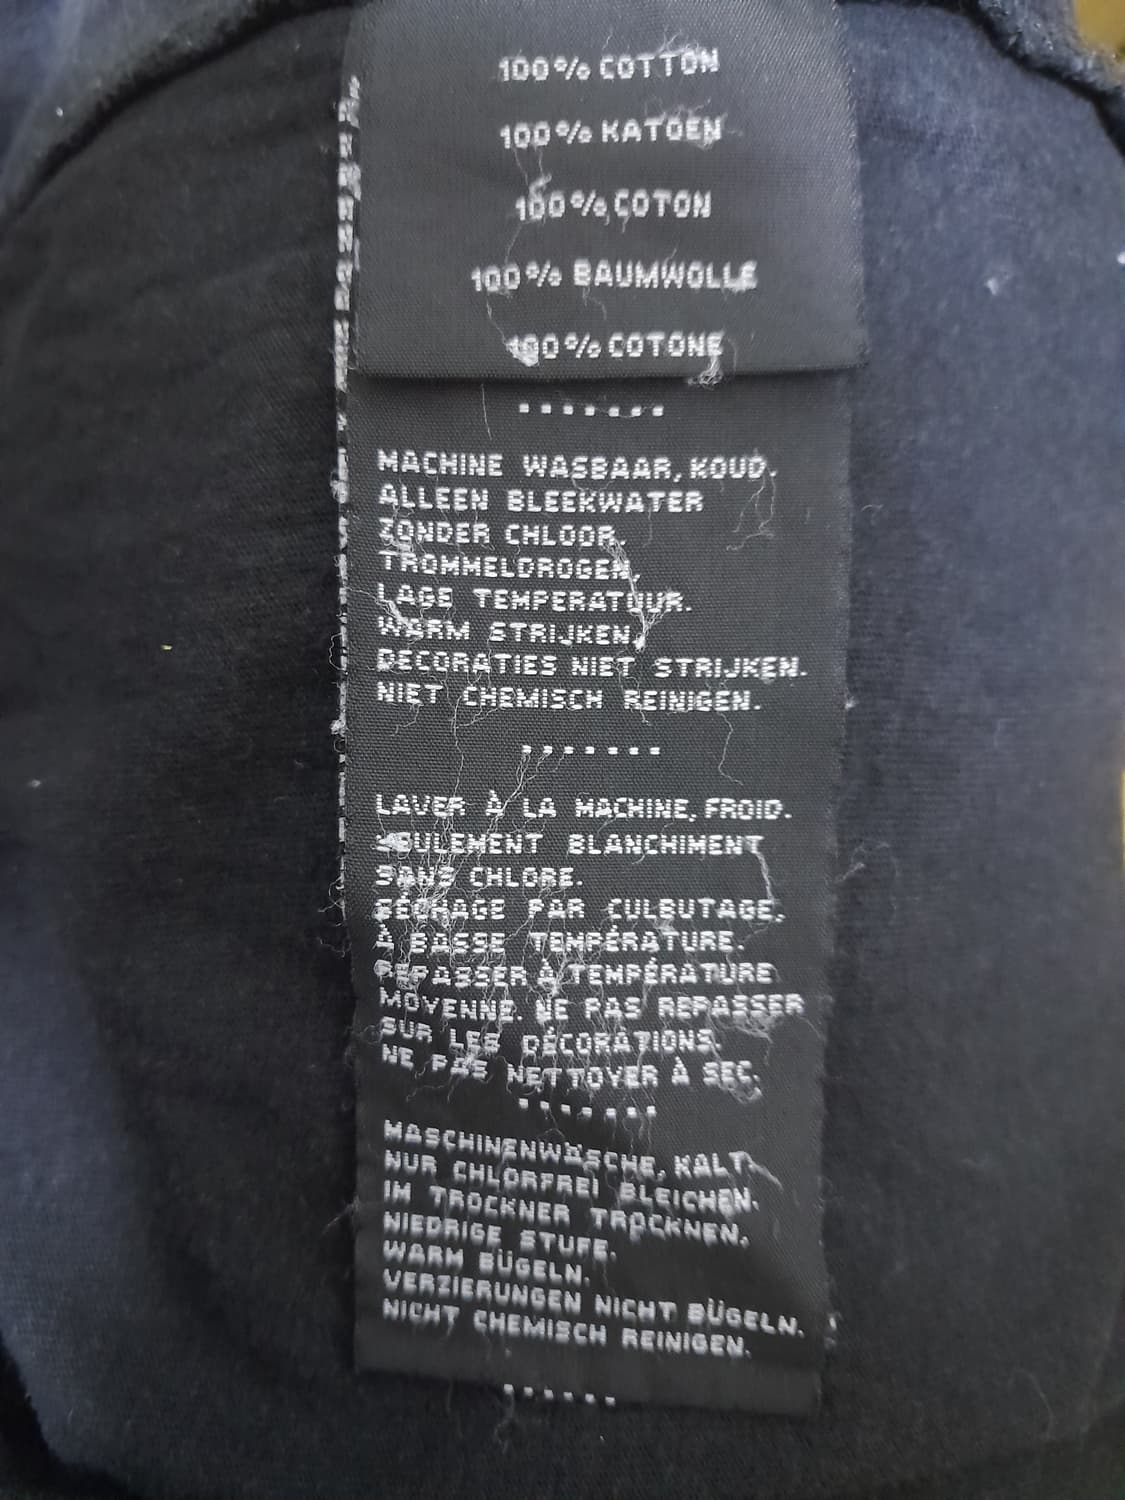 100% COTTON
100% KATOEN
100% COTON
100% BAUMWOLLE
100% COTONE
MACHINE WASBAAR, KOUD.
ALLEEN BLEEKWATER
ZONDER CHLOOR.
TROMMELDROGEN,
LAGE TEMPERATUUR.
WARM STRIJKEN,
DECORATIES NIET STRIJKEN.
NIET CHEMISCH REINIGEN.
LAVER À LA MACHINE, FROID.
SEULEMENT BLANCHIMENT
SANS CHLORE.
SÉCHAGE PAR CULBUTAGE,
À BASSE TEMPÉRATURE.
REPASSER À TEMPÉRATURE
MOYENNE. NE PAS REPASSER
SUR LES DÉCORATIONS.
NE PAS NETTOYER À SEC.
MASCHINENWÄSCHE, KALT.
NUR CHLORFREI BLEICHEN.
IM TROCKNER TROCKNEN,
NIEDRIGE STUFE.
WARM BÜGELN.
VERZIERUNGEN NICHT BÜGELN.
NICHT CHEMISCH REINIGEN.